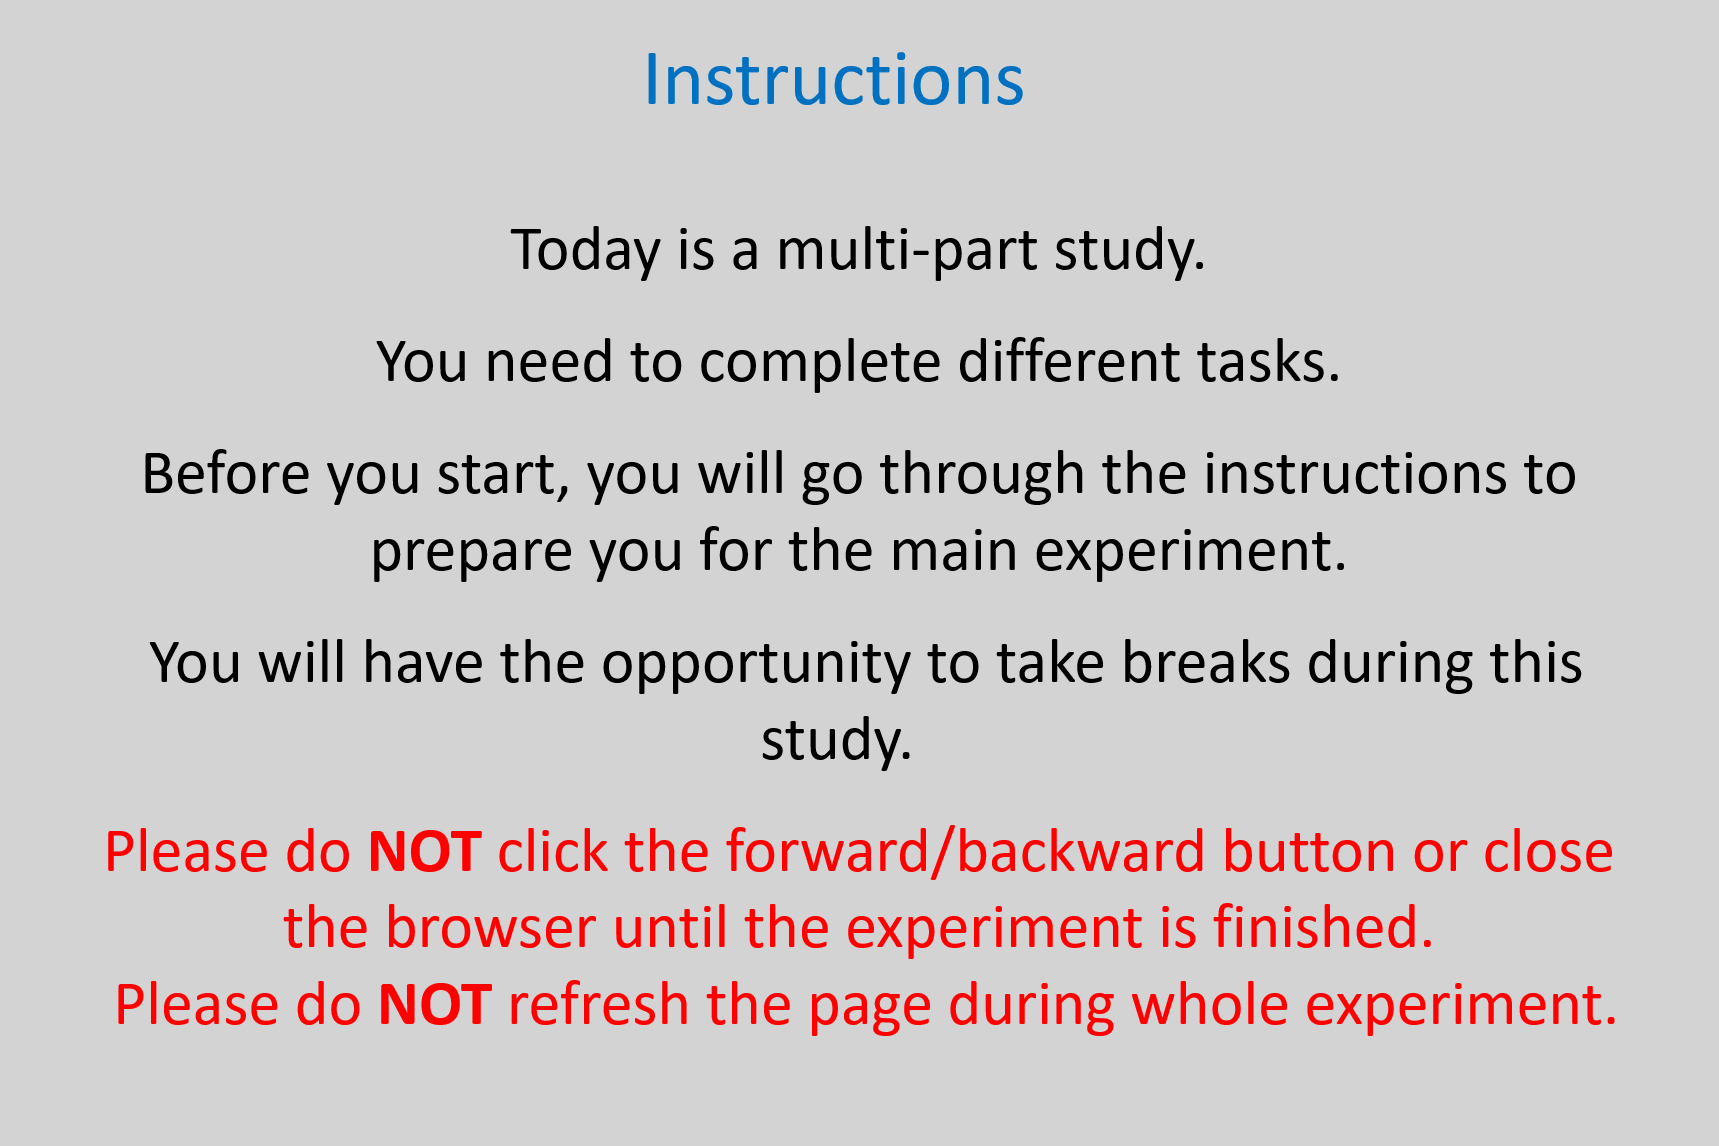 Instructions
Today is a multi-part study.
You need to complete different tasks.
Before you start, you will go through the instructions to
prepare you for the main experiment.
You will have the opportunity to take breaks during this
study.
Please do NOT click the forward/backward button or close
the browser until the experiment is finished.
Please do NOT refresh the page during whole experiment.